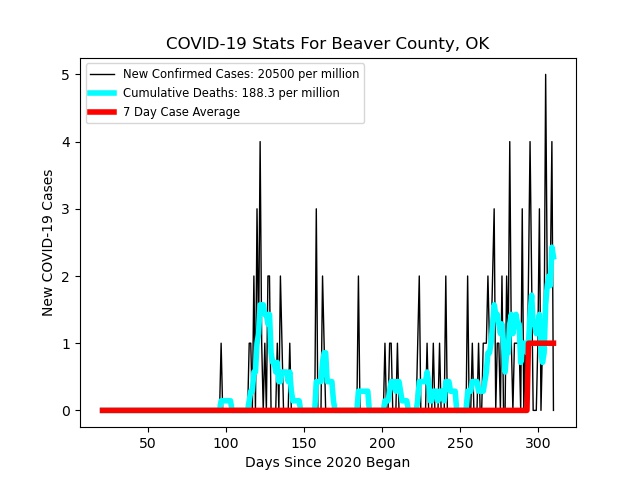 COVID-19 Stats For Beaver County, OK
New Confirmed Cases: 20500 per million
Cumulative Deaths: 188.3 per million
7 Day Case Average
New COVID-19 Cases
5
4
3
2
1
0
50 100 150 200 250 300
Days Since 2020 Began